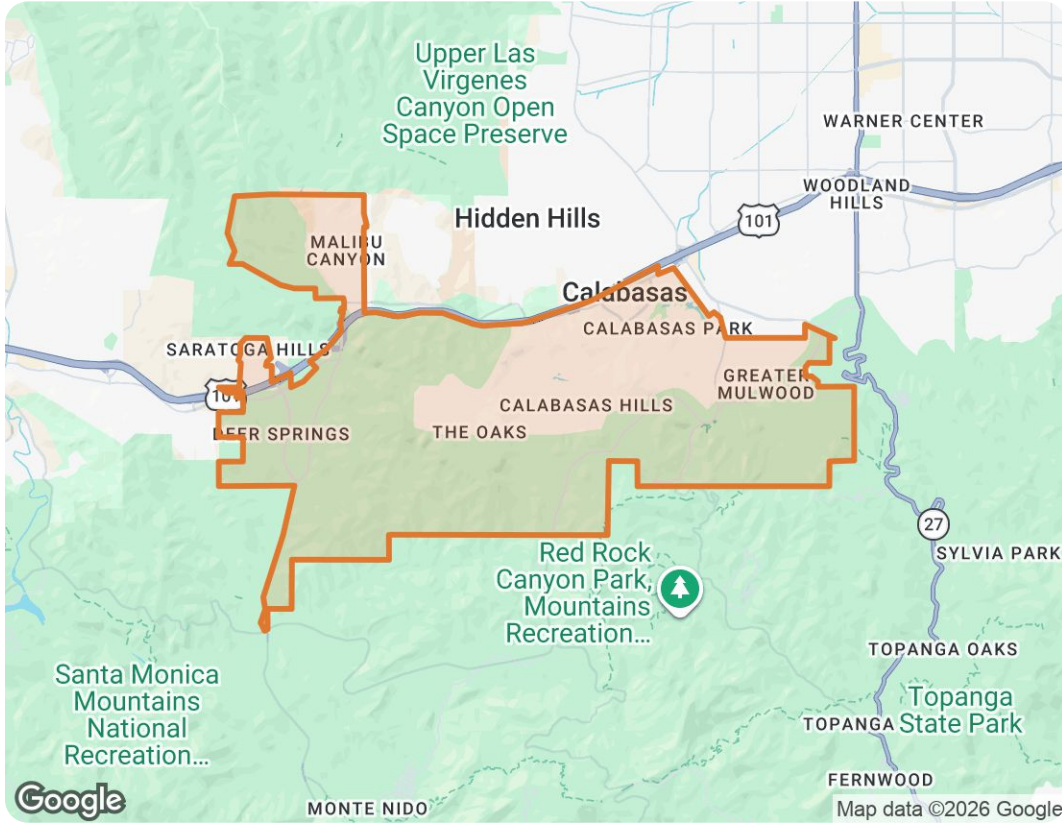 Upper Las
Virgenes
Canyon Open
Space Preserve
WARNER CENTER
WOODLAND
HILLS
Hidden Hills
101
MALIBU
CANYON
Calabasas
CALABASAS PARK
SARATOGA HILLS
GREATER
MULWOOD
101
CALABASAS HILLS
DEER SPRINGS
THE OAKS
27
SYLVIA PARK
Red Rock
Canyon Park,
Mountains
Recreation...
TOPANGA OAKS
Santa Monica
Mountains
National
Recreation...
Topanga
State Park
TOPANGA
FERNWOOD
Google
MONTE NIDO
Map data ©2026 Google